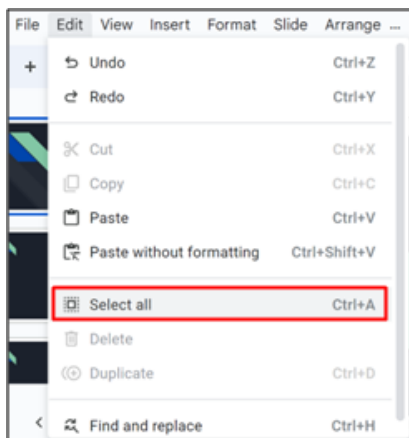 File Edit View Insert Format Slide Arrange ...
Undo Ctrl+Z
Redo Ctrl+Y
Cut Ctrl+X
Copy Ctrl+C
Paste Ctrl+V
Paste without formatting Ctrl+Shift+V
Select all Ctrl+A
Delete
Duplicate Ctrl+D
Find and replace Ctrl+H